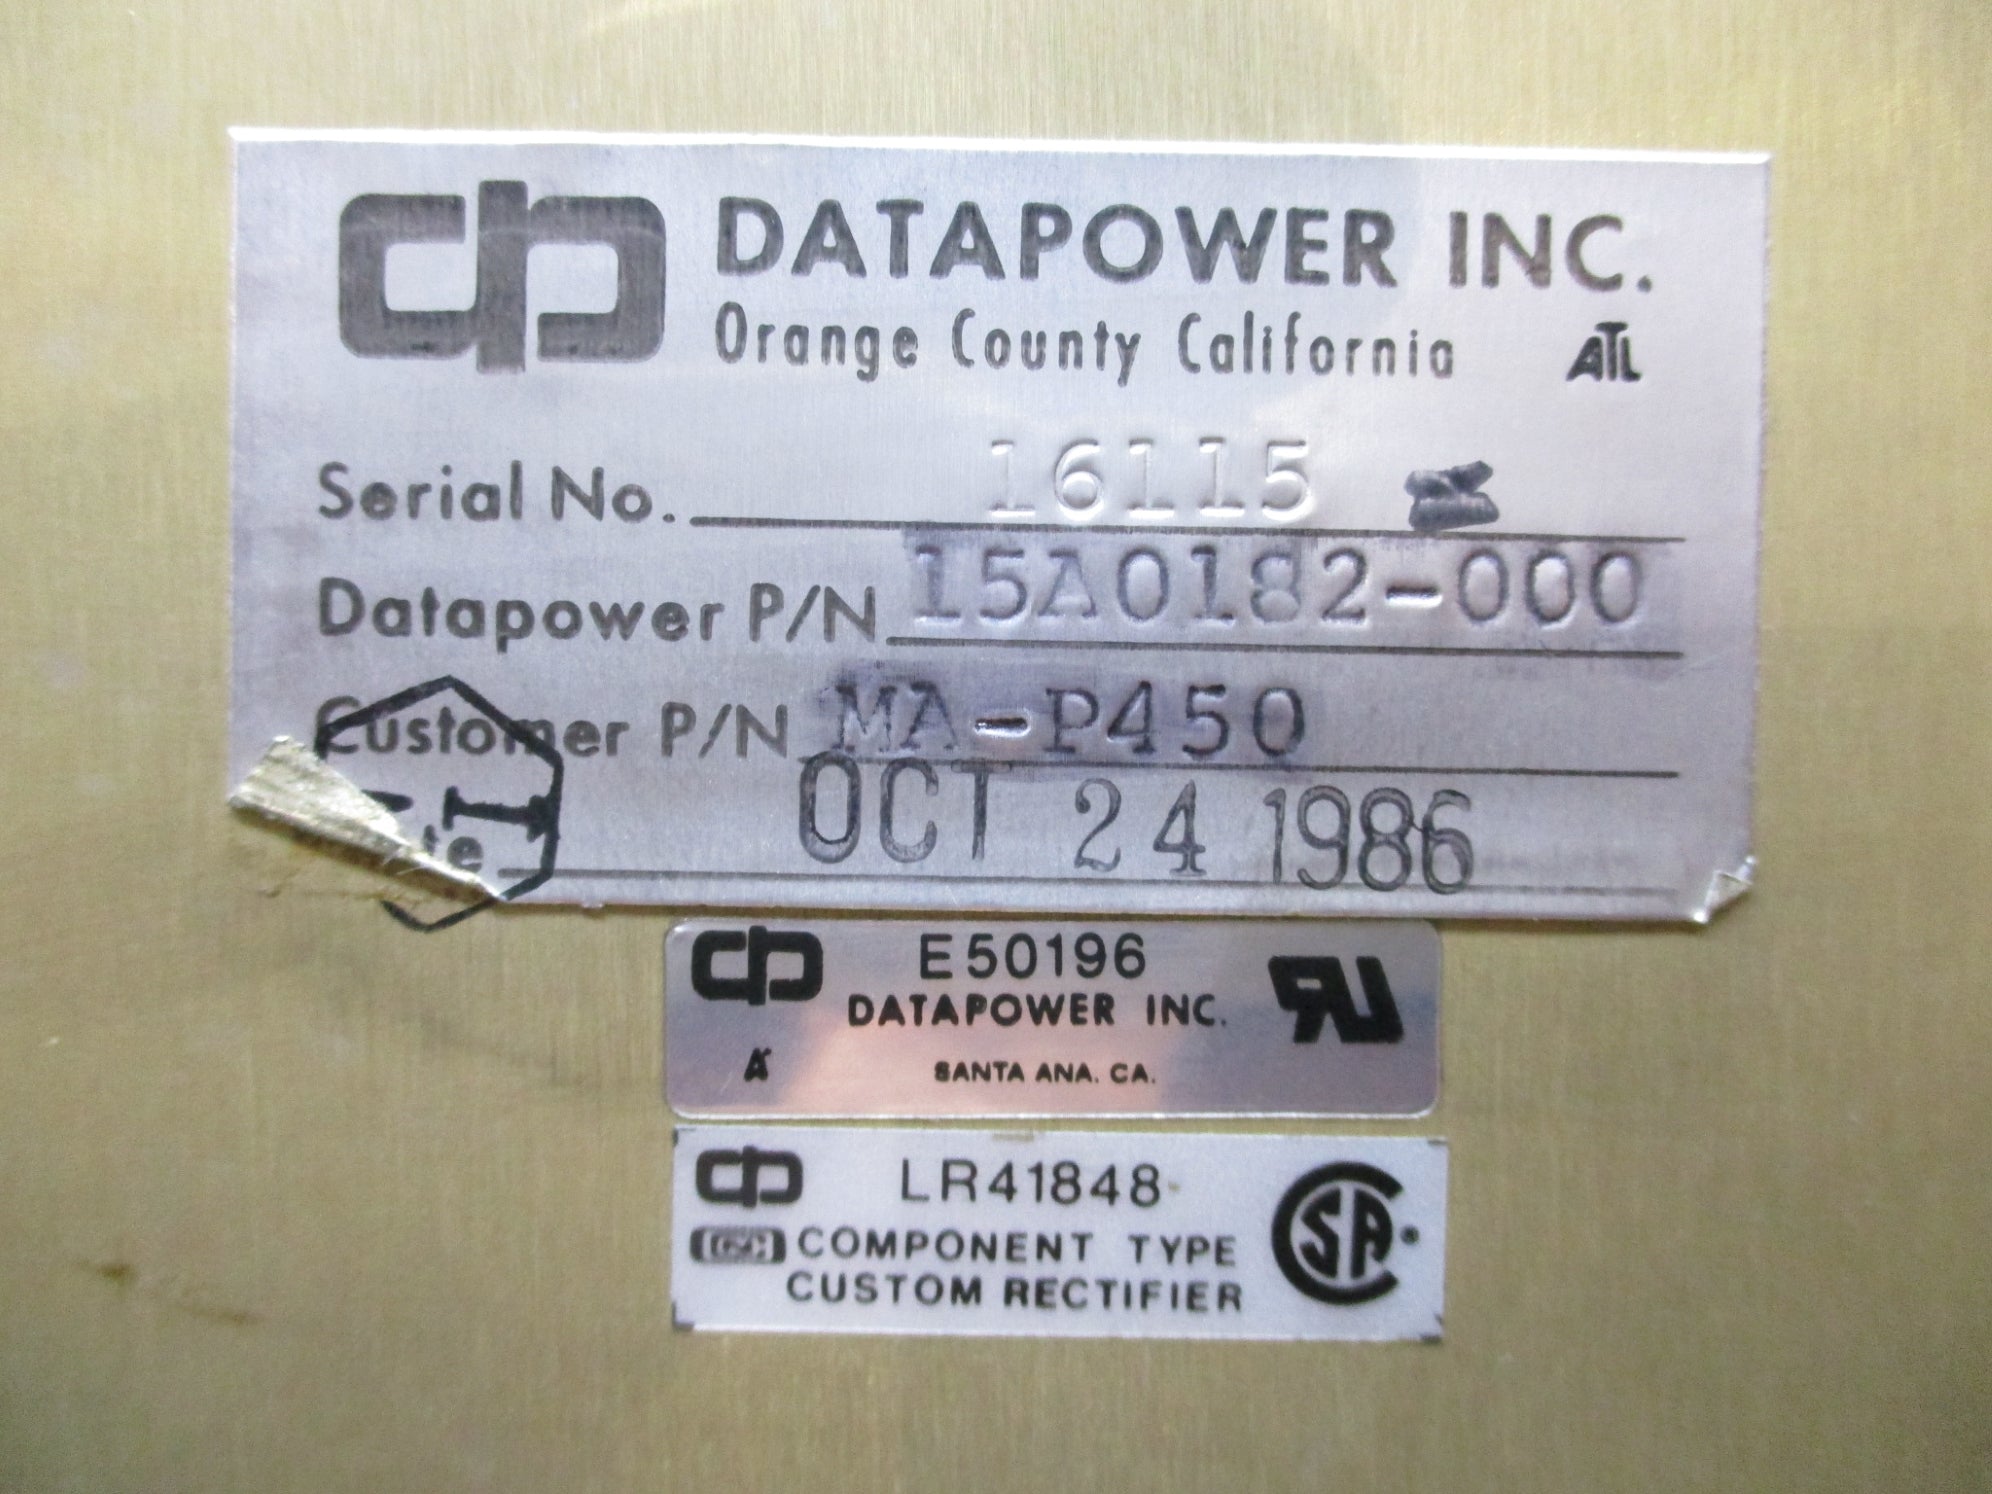 DATAPOWER INC.
Orange County California ATL
Serial No. 16115
Datapower P/N 15A0182-000
Customer P/N MA-P450
OCT 24 1986
E50196
DATAPOWER INC.
SANTA ANA. CA.
LR41848
COMPONENT TYPE
CUSTOM RECTIFIER